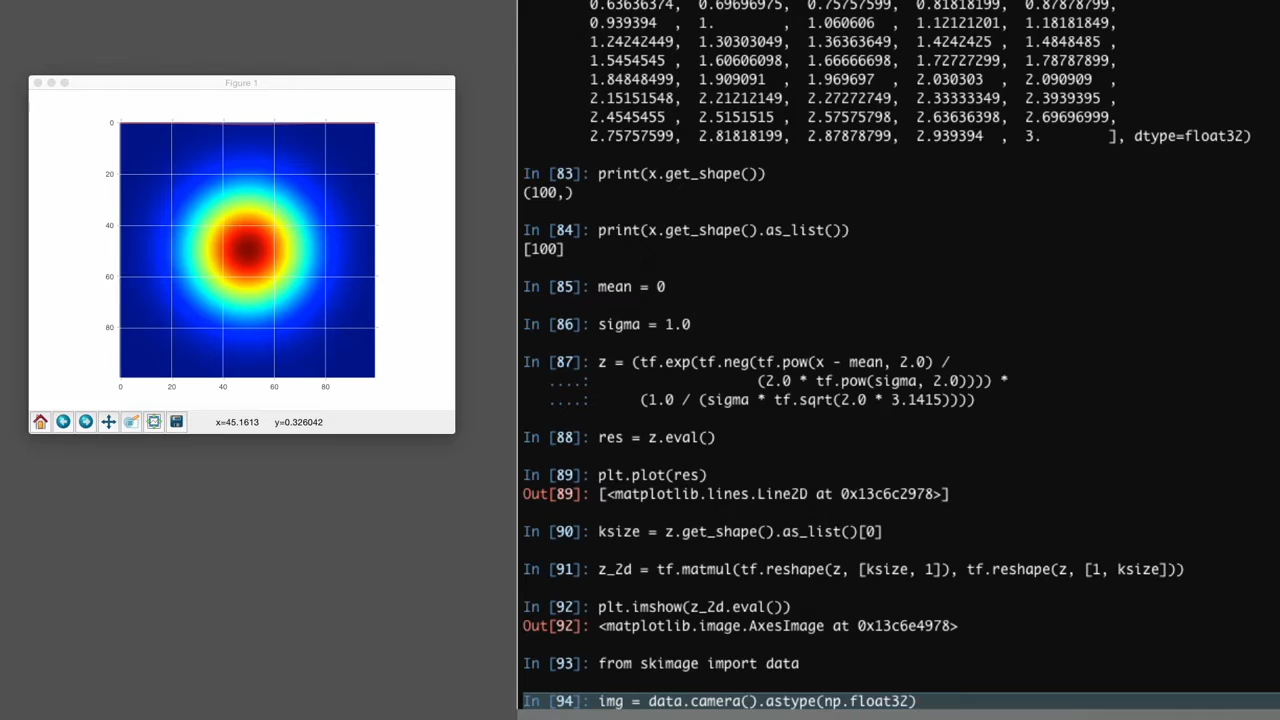 Figure 1
0
20
40
60
80
0
20
40
60
80
x=45.1613 y=0.326042
0.63636374, 0.69696975, 0.75757599, 0.81818199, 0.87878799,
0.939394 , 1. , 1.060606 , 1.12121201, 1.18181849,
1.24242449, 1.30303049, 1.36363649, 1.4242425 , 1.4848485 ,
1.5454545 , 1.60606098, 1.66666698, 1.72727299, 1.78787899,
1.84848499, 1.909091 , 1.969697 , 2.030303 , 2.090909 ,
2.15151548, 2.21212149, 2.27272749, 2.33333349, 2.3939395 ,
2.4545455 , 2.5151515 , 2.57575798, 2.63636398, 2.69696999,
2.75757599, 2.81818199, 2.87878799, 2.939394 , 3. ], dtype=float32)
In [83]: print(x.get_shape())
(100,)
In [84]: print(x.get_shape().as_list())
[100]
In [85]: mean = 0
In [86]: sigma = 1.0
In [87]: z = (tf.exp(tf.neg(tf.pow(x - mean, 2.0) /
....: (2.0 * tf.pow(sigma, 2.0)))) *
....: (1.0 / (sigma * tf.sqrt(2.0 * 3.1415))))
In [88]: res = z.eval()
In [89]: plt.plot(res)
Out[89]: [<matplotlib.lines.Line2D at 0x13c6c2978>]
In [90]: ksize = z.get_shape().as_list()[0]
In [91]: z_2d = tf.matmul(tf.reshape(z, [ksize, 1]), tf.reshape(z, [1, ksize]))
In [92]: plt.imshow(z_2d.eval())
Out[92]: <matplotlib.image.AxesImage at 0x13c6e4978>
In [93]: from skimage import data
In [94]: img = data.camera().astype(np.float32)